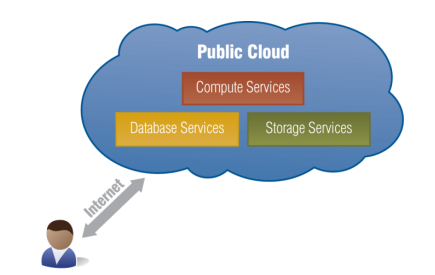 Public Cloud
Compute Services
Database Services
Storage Services
Internet